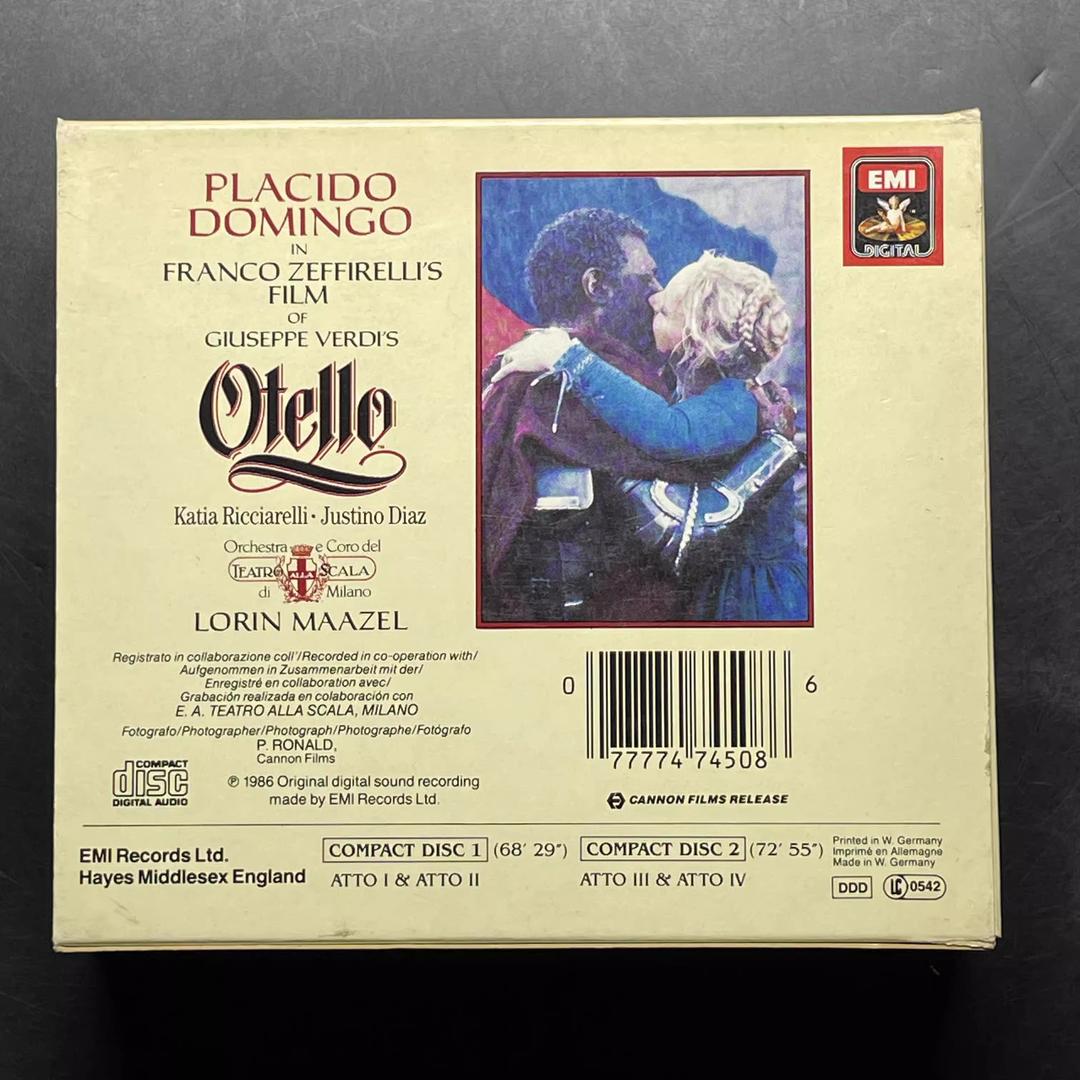 PLACIDO
DOMINGO
IN
FRANCO ZEFFIRELLI'S
FILM
OF
GIUSEPPE VERDI'S
Otello
Katia Ricciarelli · Justino Diaz
Orchestra e Coro del
TEATRO ALLA SCALA
di Milano
LORIN MAAZEL
Registrato in collaborazione coll'/Recorded in co-operation with/
Aufgenommen in Zusammenarbeit mit der/
Enregistré en collaboration avec/
Grabación realizada en colaboración con
E. A. TEATRO ALLA SCALA, MILANO
Fotografo/Photographer/Photograph/Photographe/Fotógrafo
P. RONALD,
Cannon Films
COMPACT
disc
DIGITAL AUDIO
℗ 1986 Original digital sound recording
made by EMI Records Ltd.
EMI
DIGITAL
0 77774 74508 6
CANNON FILMS RELEASE
EMI Records Ltd.
Hayes Middlesex England
COMPACT DISC 1 (68' 29")
ATTO I & ATTO II
COMPACT DISC 2 (72' 55")
ATTO III & ATTO IV
Printed in W. Germany
Imprimé en Allemagne
Made in W. Germany
DDD
LC 0542